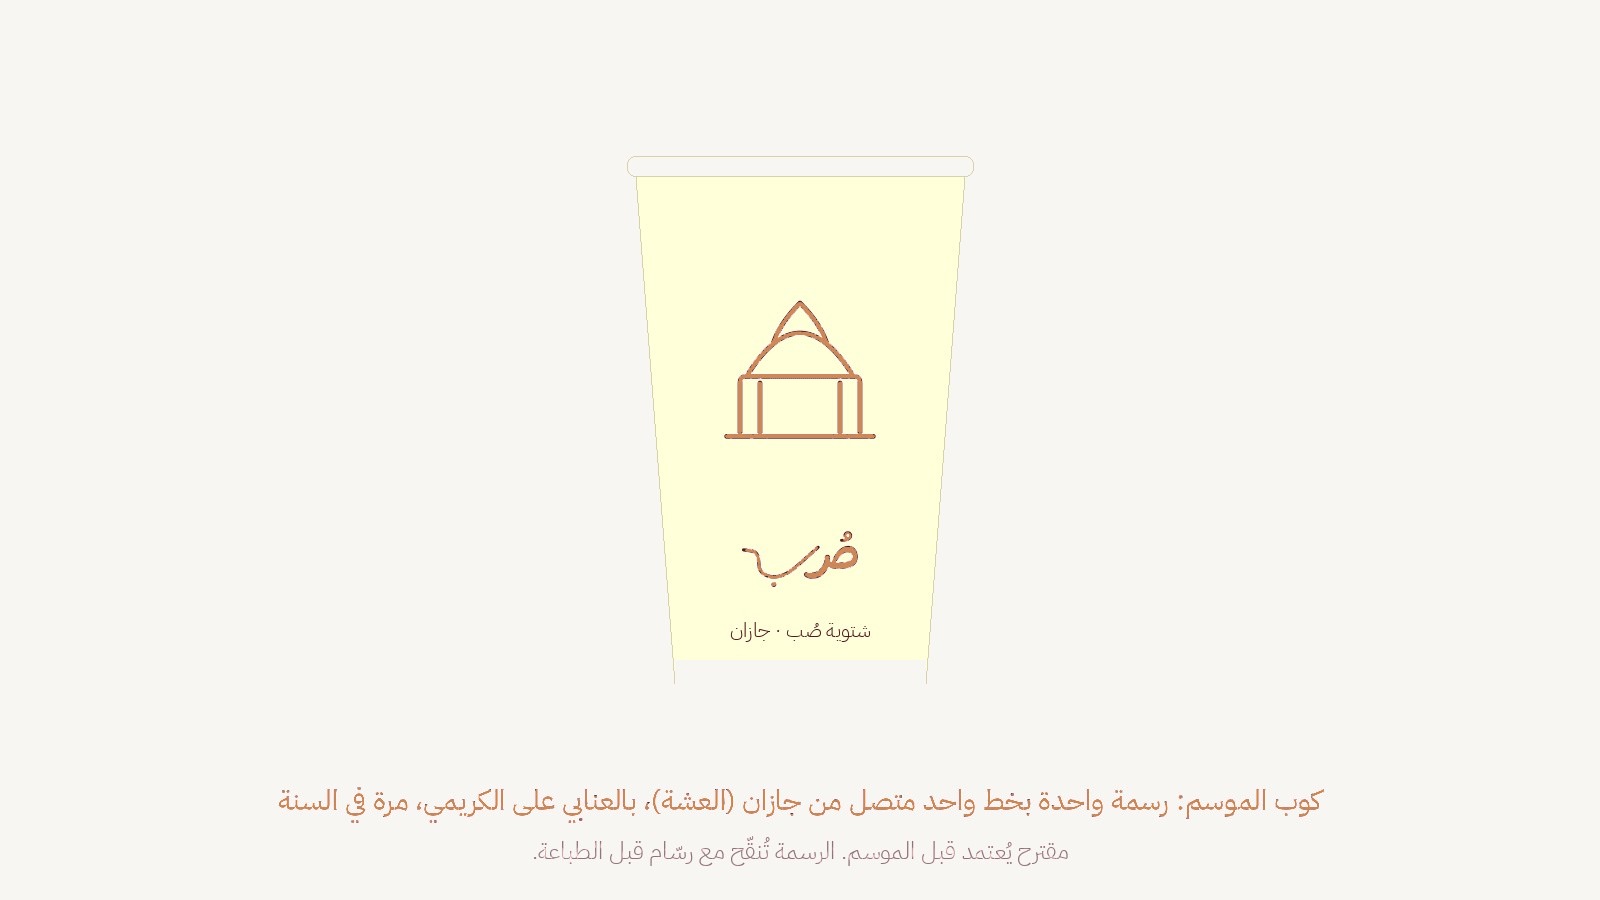 صُب
شتوية صُب · جازان
كوب الموسم: رسمة واحدة بخط واحد متصل من جازان (العشة)، بالعنابي على الكريمي، مرة في السنة
مقترح يُعتمد قبل الموسم. الرسمة تُنقّح مع رسّام قبل الطباعة.